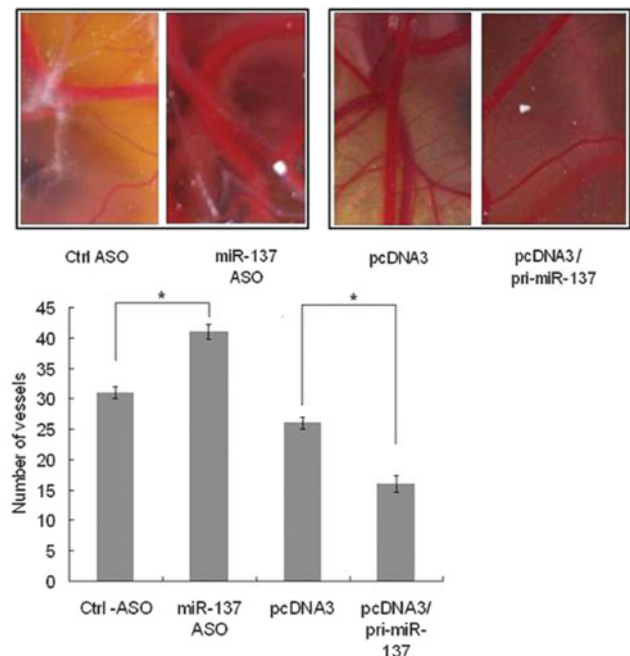 Ctrl ASO
miR-137
ASO
pcDNA3
pcDNA3/
pri-miR-137
Number of vessels
45
40
35
30
25
20
15
10
5
0
*
*
Ctrl -ASO
miR-137
ASO
pcDNA3
pcDNA3/
pri-miR-
137